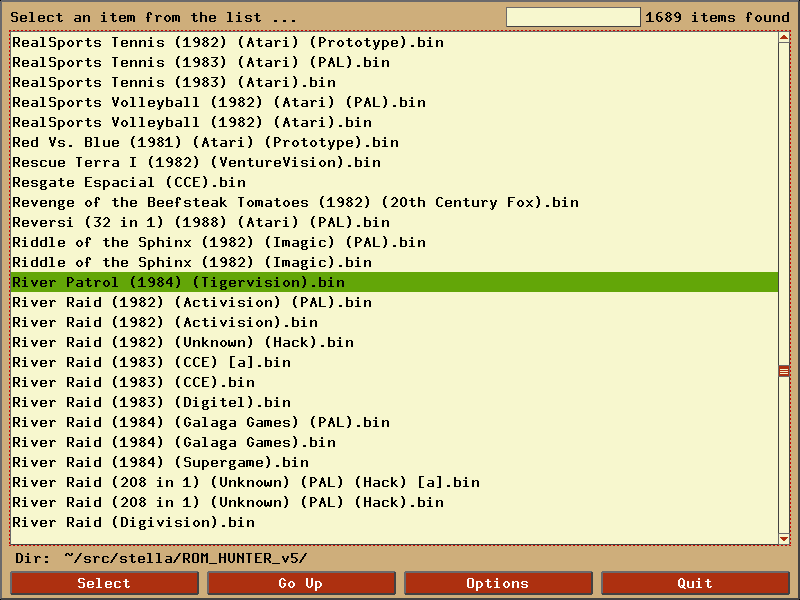 Select an item from the list ... 1689 items found
RealSports Tennis (1982) (Atari) (Prototype).bin
RealSports Tennis (1983) (Atari) (PAL).bin
RealSports Tennis (1983) (Atari).bin
RealSports Volleyball (1982) (Atari) (PAL).bin
RealSports Volleyball (1982) (Atari).bin
Red Vs. Blue (1981) (Atari) (Prototype).bin
Rescue Terra I (1982) (VentureVision).bin
Resgate Espacial (CCE).bin
Revenge of the Beefsteak Tomatoes (1982) (20th Century Fox).bin
Reversi (32 in 1) (1988) (Atari) (PAL).bin
Riddle of the Sphinx (1982) (Imagic) (PAL).bin
Riddle of the Sphinx (1982) (Imagic).bin
River Patrol (1984) (Tigervision).bin
River Raid (1982) (Activision) (PAL).bin
River Raid (1982) (Activision).bin
River Raid (1982) (Unknown) (Hack).bin
River Raid (1983) (CCE) [a].bin
River Raid (1983) (CCE).bin
River Raid (1983) (Digitel).bin
River Raid (1984) (Galaga Games) (PAL).bin
River Raid (1984) (Galaga Games).bin
River Raid (1984) (Supergame).bin
River Raid (208 in 1) (Unknown) (PAL) (Hack) [a].bin
River Raid (208 in 1) (Unknown) (PAL) (Hack).bin
River Raid (Digivision).bin
Dir: ~/src/stella/ROM_HUNTER_v5/
Select Go Up Options Quit